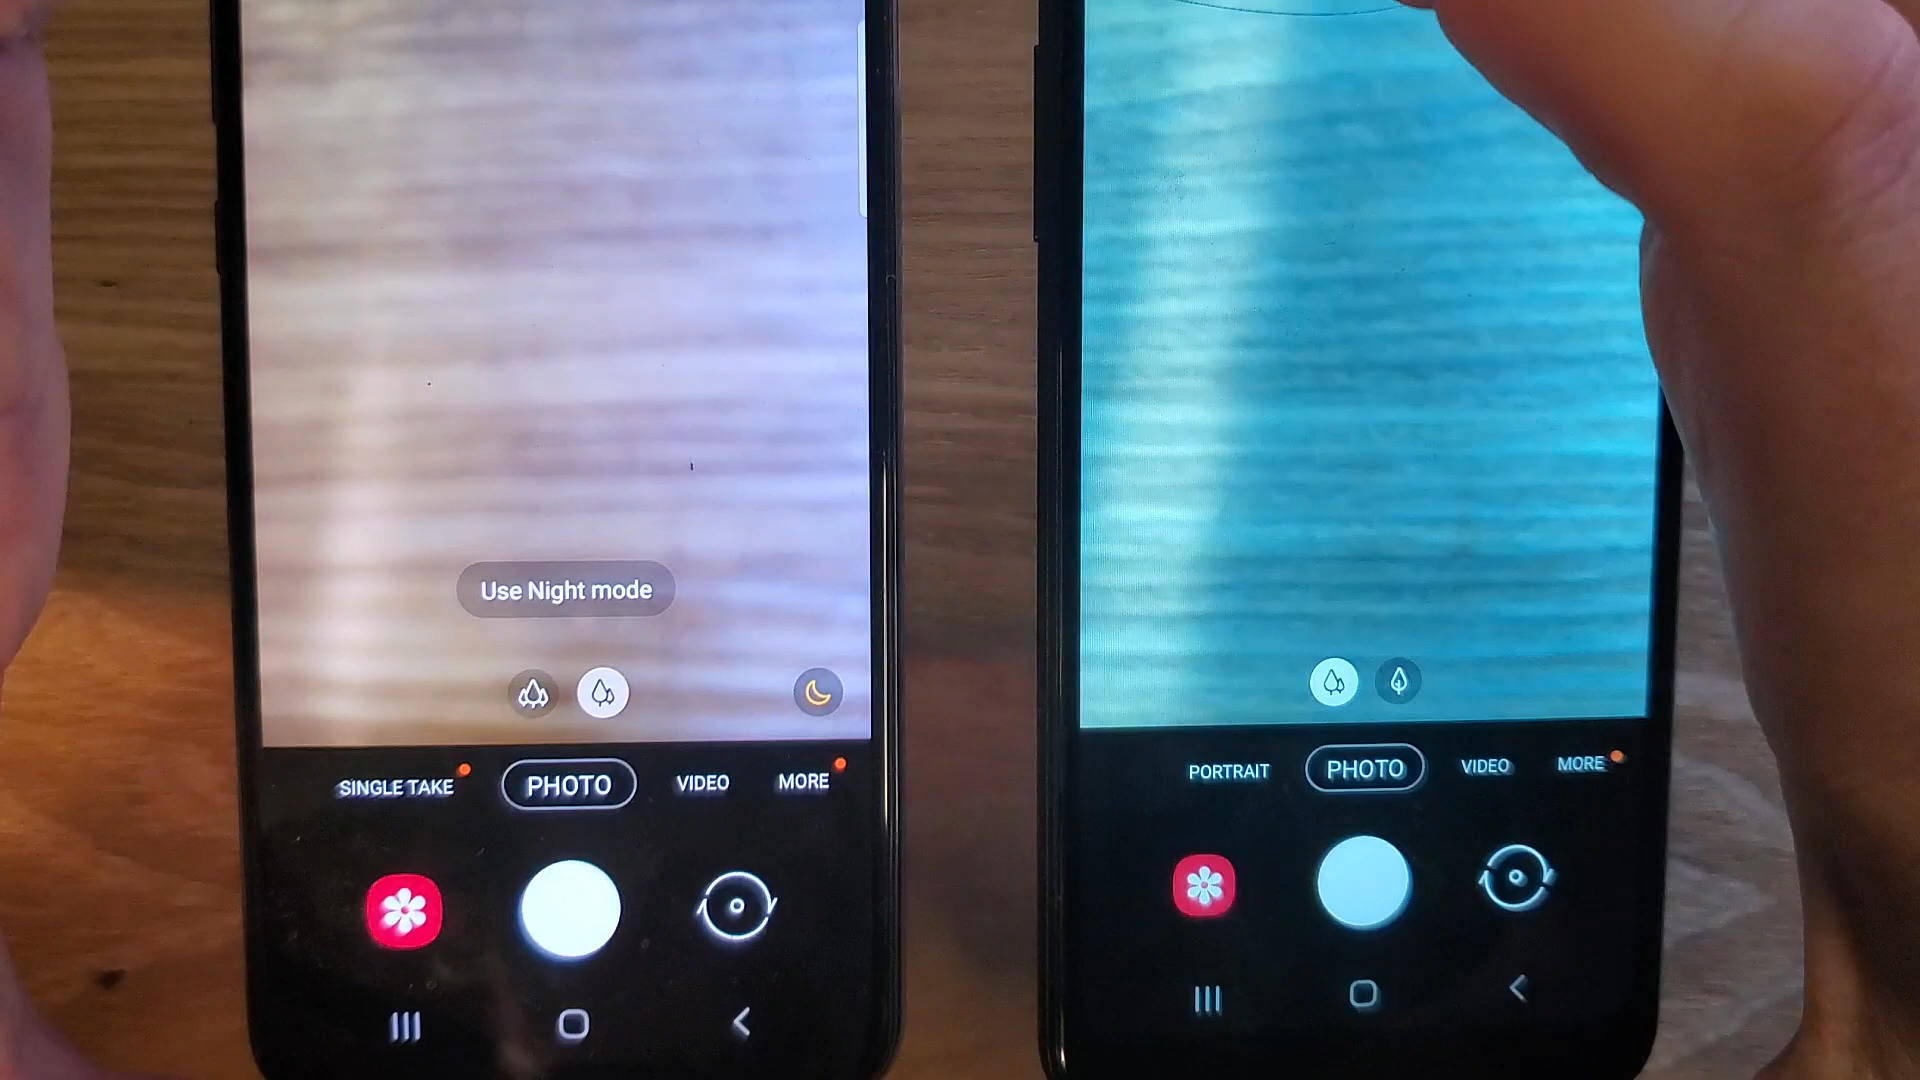 Use Night mode
SINGLE TAKE PHOTO VIDEO MORE
PORTRAIT PHOTO VIDEO MORE